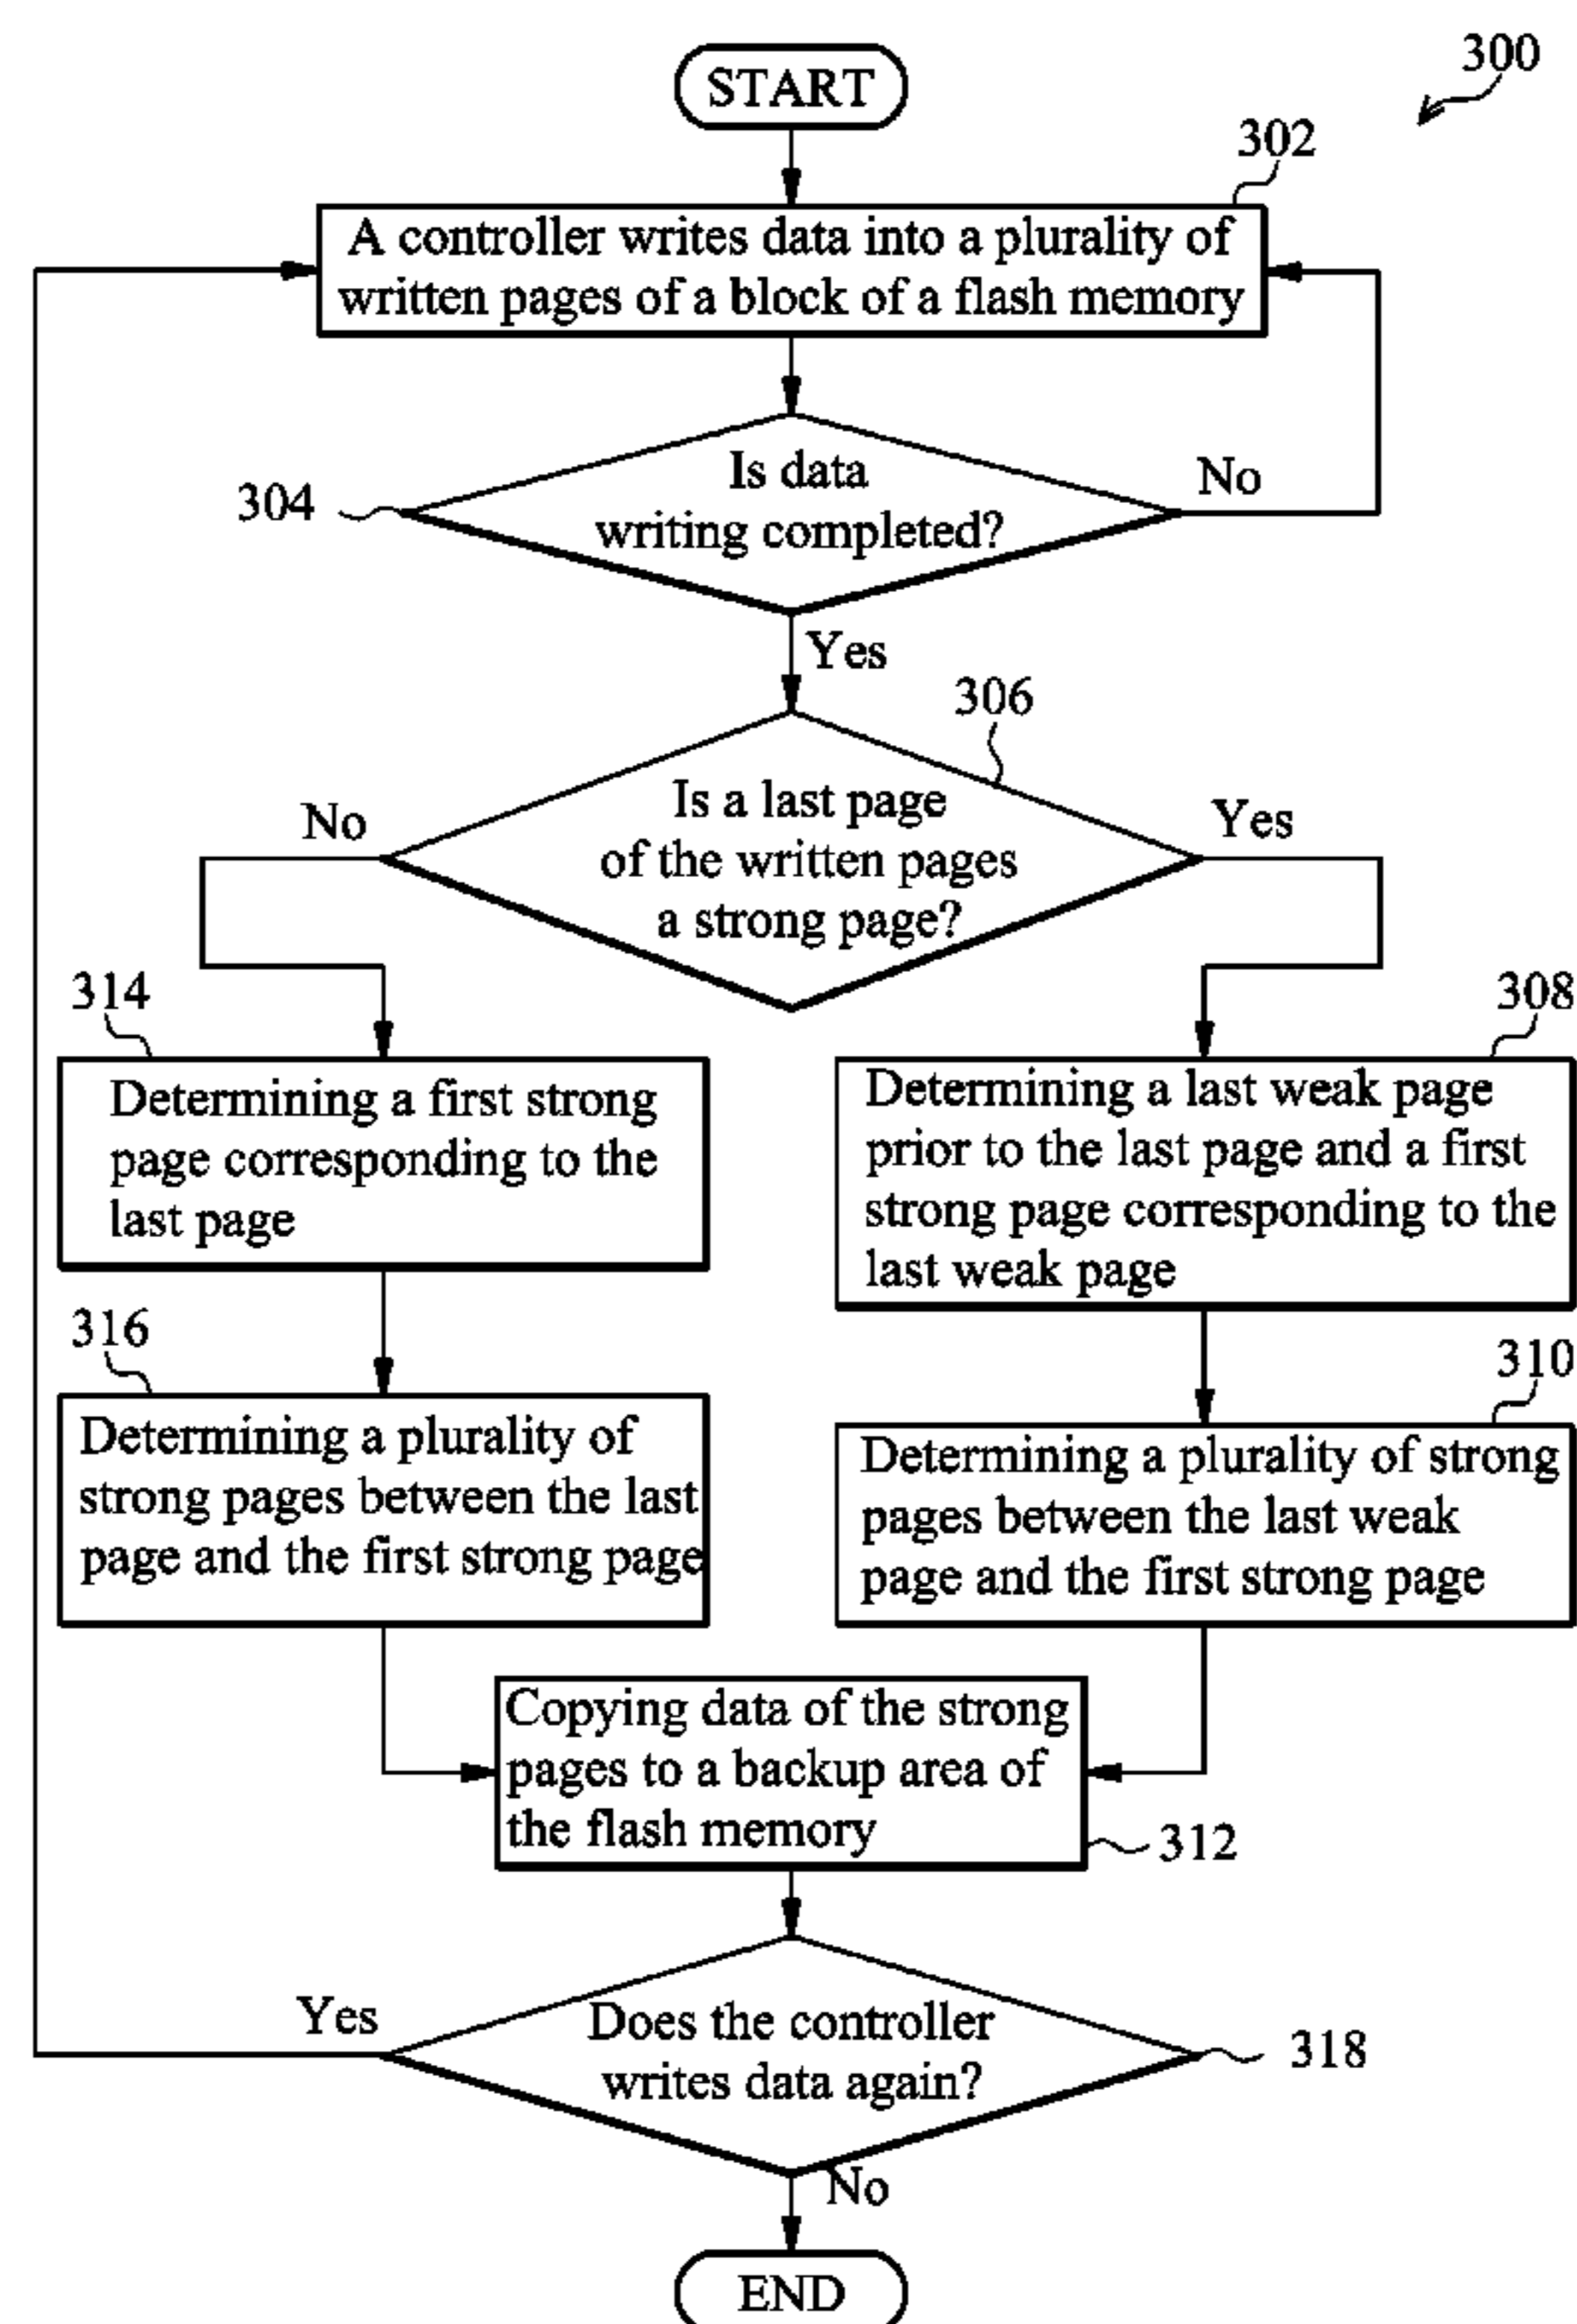 START
300
302
A controller writes data into a plurality of
written pages of a block of a flash memory
304
Is data
writing completed?
No
Yes
306
Is a last page
of the written pages
a strong page?
No
Yes
314
Determining a first strong
page corresponding to the
last page
308
Determining a last weak page
prior to the last page and a first
strong page corresponding to the
last weak page
316
Determining a plurality of
strong pages between the last
page and the first strong page
310
Determining a plurality of strong
pages between the last weak
page and the first strong page
Copying data of the strong
pages to a backup area of
the flash memory
312
Yes
Does the controller
writes data again?
318
No
END